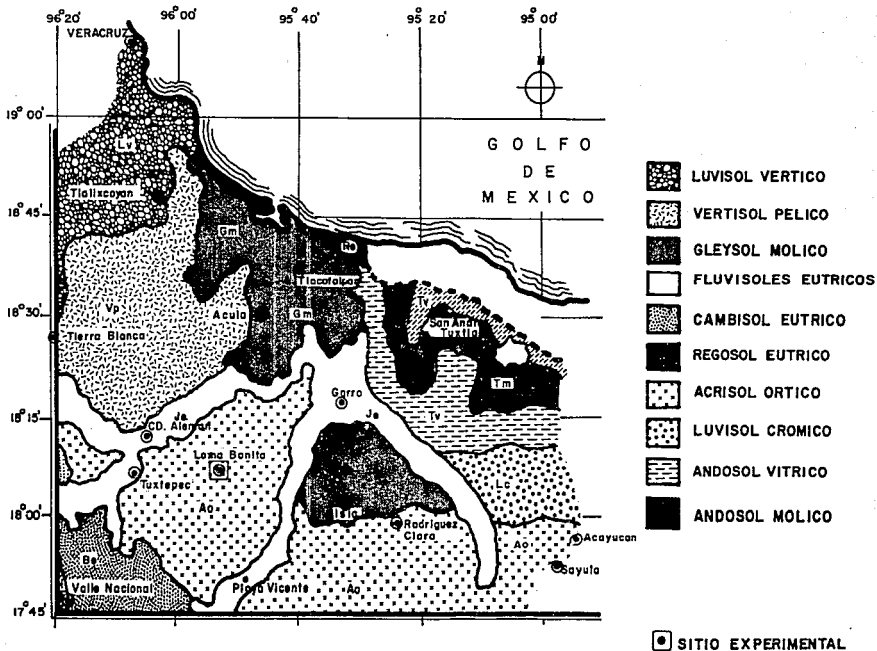 96°20' 96°00' 95°40' 95°20' 95°00'
VERACRUZ
N
19°00'
GOLFO
DE
MEXICO
Lv
Tlalixcoyan
18°45'
Gm
Re
Tlacotalpan
Vp
Acula
Gm
Tv
San And
Tuxtla
18°30'
Tierra Blanca
Tm
Garro
18°15'
Je
Je
Tv
CD. Aleman
Loma Bonita
Tuxtepec
Ao
Lc
18°00'
Isla
Rodriguez
Clara
Ao
Acayucan
Be
Sayula
Valle Nacional
Playa Vicente
Ao
17°45'
LUVISOL VERTICO
VERTISOL PELICO
GLEYSOL MOLICO
FLUVISOLES EUTRICOS
CAMBISOL EUTRICO
REGOSOL EUTRICO
ACRISOL ORTICO
LUVISOL CROMICO
ANDOSOL VITRICO
ANDOSOL MOLICO
SITIO EXPERIMENTAL